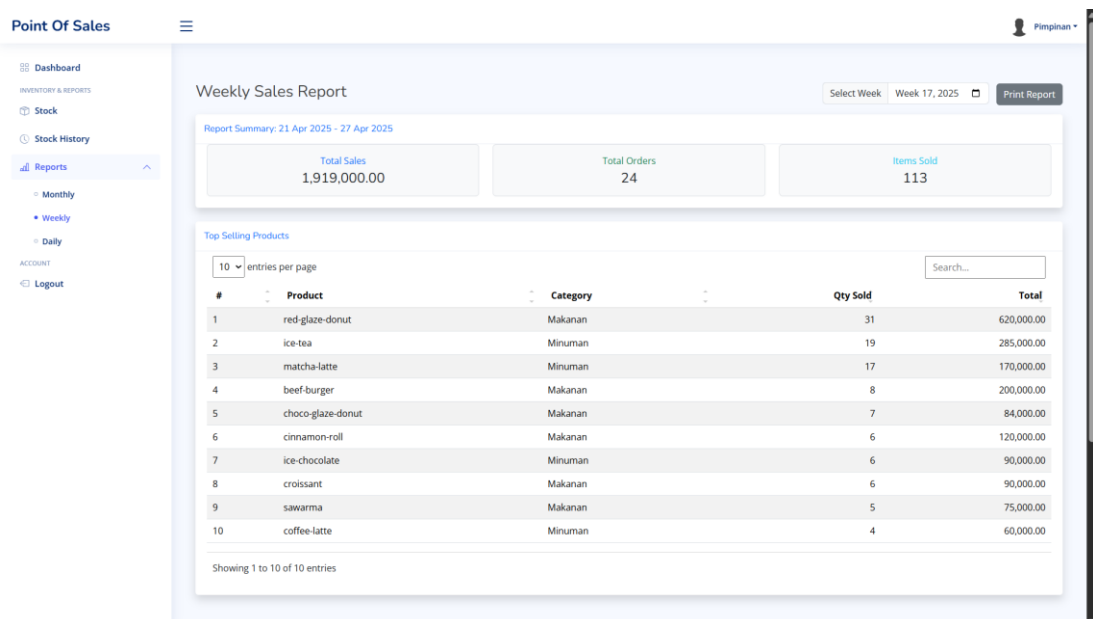 Point Of Sales
Pimpinan
Dashboard
INVENTORY & REPORTS
Stock
Stock History
Reports
Monthly
Weekly
Daily
ACCOUNT
Logout
Weekly Sales Report
Select Week Week 17, 2025 Print Report
Report Summary: 21 Apr 2025 - 27 Apr 2025
Total Sales Total Orders Items Sold
1,919,000.00 24 113
Top Selling Products
10 entries per page Search...
# Product Category Qty Sold Total
1 red-glaze-donut Makanan 31 620,000.00
2 ice-tea Minuman 19 285,000.00
3 matcha-latte Minuman 17 170,000.00
4 beef-burger Makanan 8 200,000.00
5 choco-glaze-donut Makanan 7 84,000.00
6 cinnamon-roll Makanan 6 120,000.00
7 ice-chocolate Minuman 6 90,000.00
8 croissant Makanan 6 90,000.00
9 sawarma Makanan 5 75,000.00
10 coffee-latte Minuman 4 60,000.00
Showing 1 to 10 of 10 entries